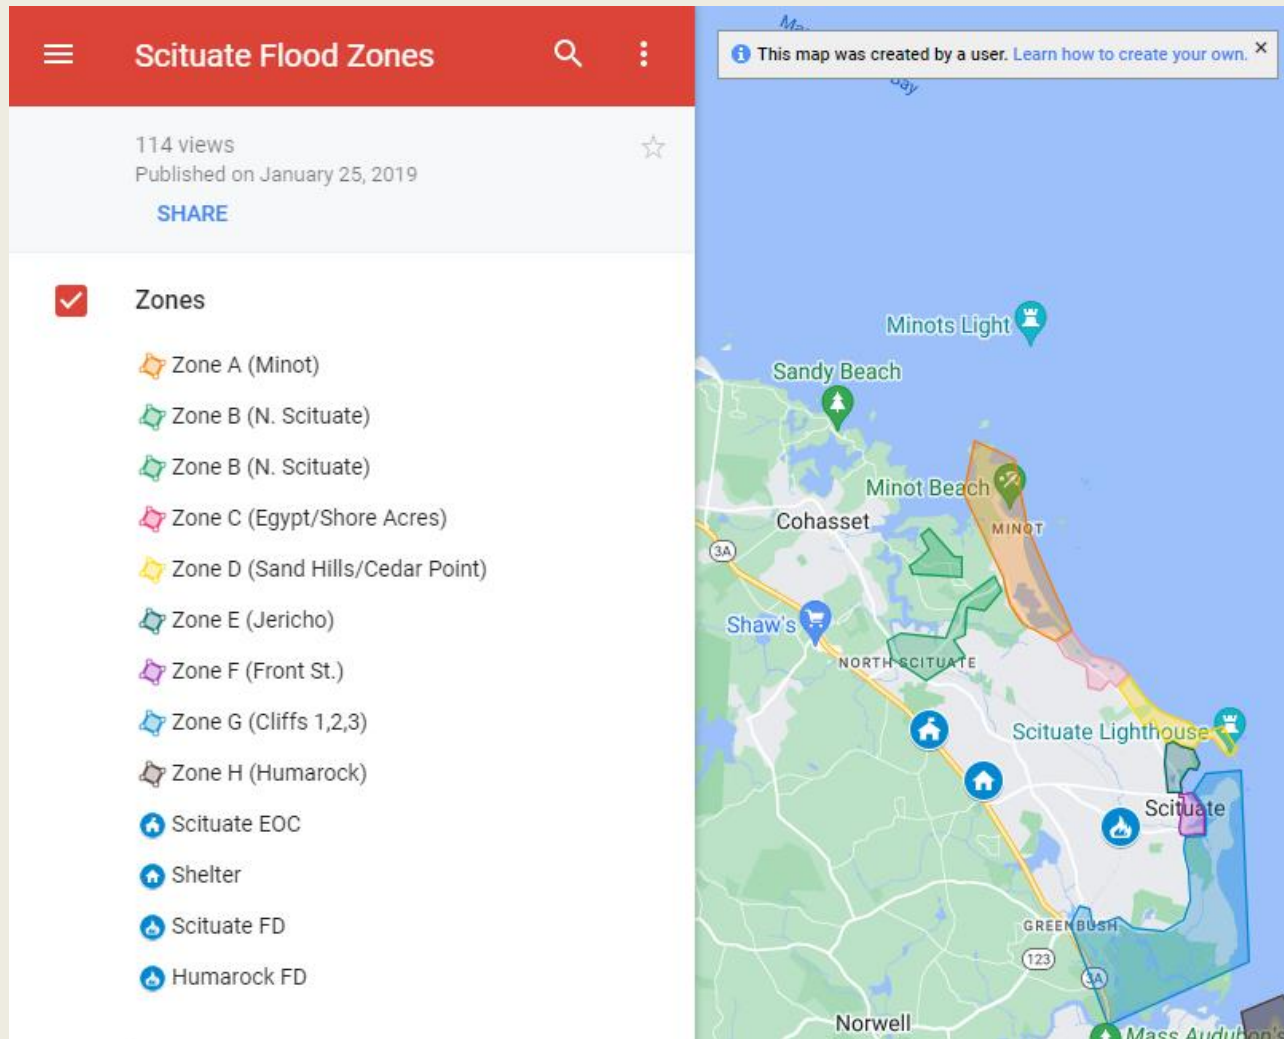 Scituate Flood Zones
This map was created by a user. Learn how to create your own.
114 views
Published on January 25, 2019
SHARE
Zones
Zone A (Minot)
Zone B (N. Scituate)
Zone B (N. Scituate)
Zone C (Egypt/Shore Acres)
Zone D (Sand Hills/Cedar Point)
Zone E (Jericho)
Zone F (Front St.)
Zone G (Cliffs 1,2,3)
Zone H (Humarock)
Scituate EOC
Shelter
Scituate FD
Humarock FD
Minots Light
Sandy Beach
Minot Beach
Cohasset
MINOT
3A
Shaw's
NORTH SCITUATE
Scituate Lighthouse
Scituate
GREENBUSH
123
3A
Norwell
Mass Audubon's